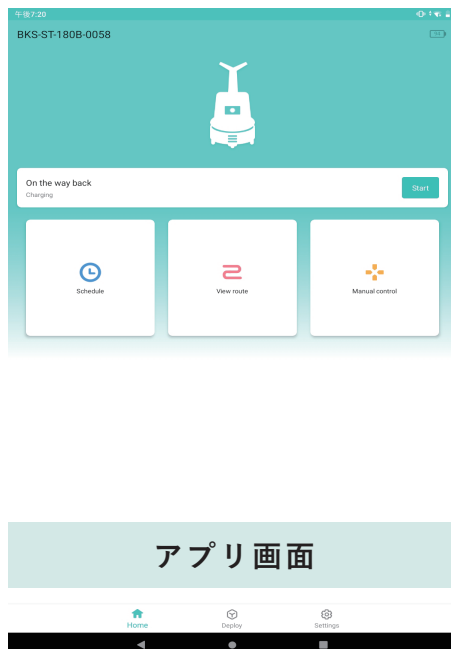 午後7:20
BKS-ST-180B-0058
On the way back
Charging
Start
Schedule
View route
Manual control
アプリ画面
Home
Deploy
Settings